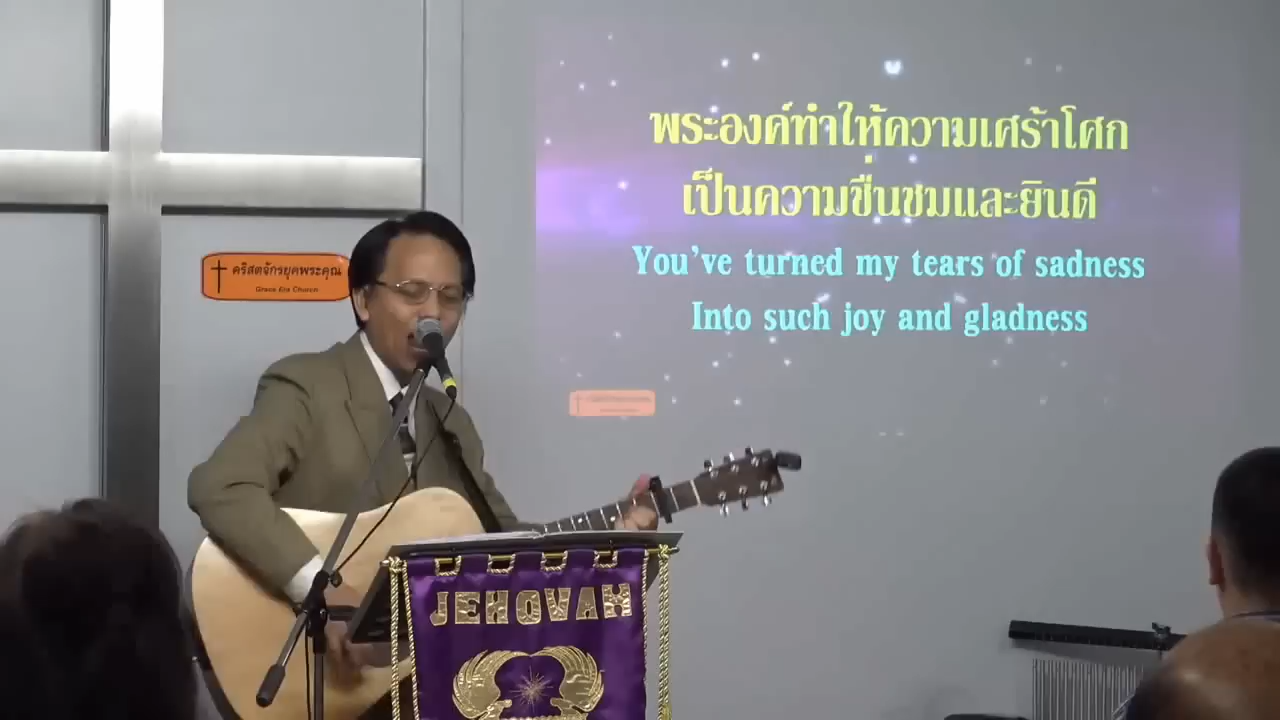 พระองค์ทำให้ความเศร้าโศก
เป็นความชื่นชมและยินดี
You've turned my tears of sadness
Into such joy and gladness
คริสตจักรยุคพระคุณ
Grace Era Church
JEHOVAH